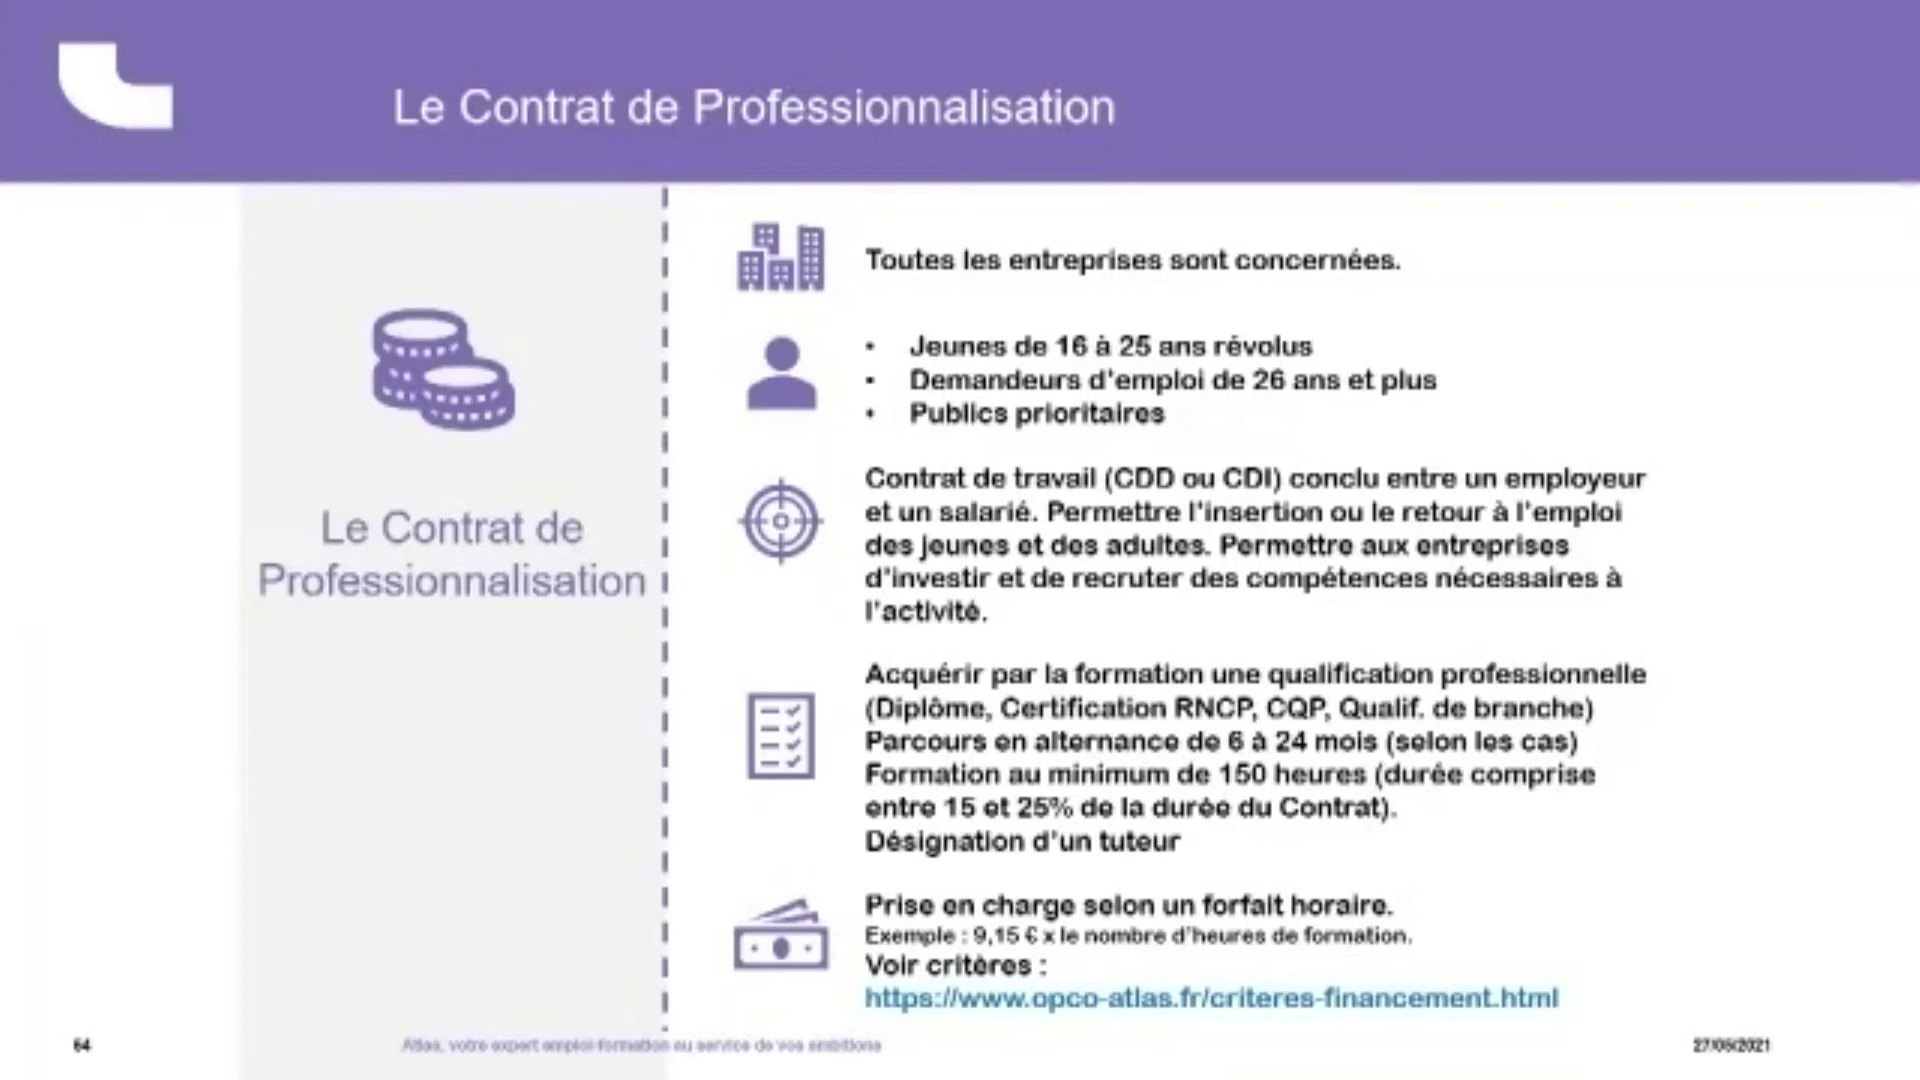 Le Contrat de Professionnalisation
Le Contrat de
Professionnalisation
Toutes les entreprises sont concernées.
• Jeunes de 16 à 25 ans révolus
• Demandeurs d'emploi de 26 ans et plus
• Publics prioritaires
Contrat de travail (CDD ou CDI) conclu entre un employeur
et un salarié. Permettre l'insertion ou le retour à l'emploi
des jeunes et des adultes. Permettre aux entreprises
d'investir et de recruter des compétences nécessaires à
l'activité.
Acquérir par la formation une qualification professionnelle
(Diplôme, Certification RNCP, CQP, Qualif. de branche)
Parcours en alternance de 6 à 24 mois (selon les cas)
Formation au minimum de 150 heures (durée comprise
entre 15 et 25% de la durée du Contrat).
Désignation d'un tuteur
Prise en charge selon un forfait horaire.
Exemple : 9,15 € x le nombre d'heures de formation.
Voir critères :
https://www.opco-atlas.fr/criteres-financement.html
64
Atlas, votre expert emploi-formation au service de vos ambitions